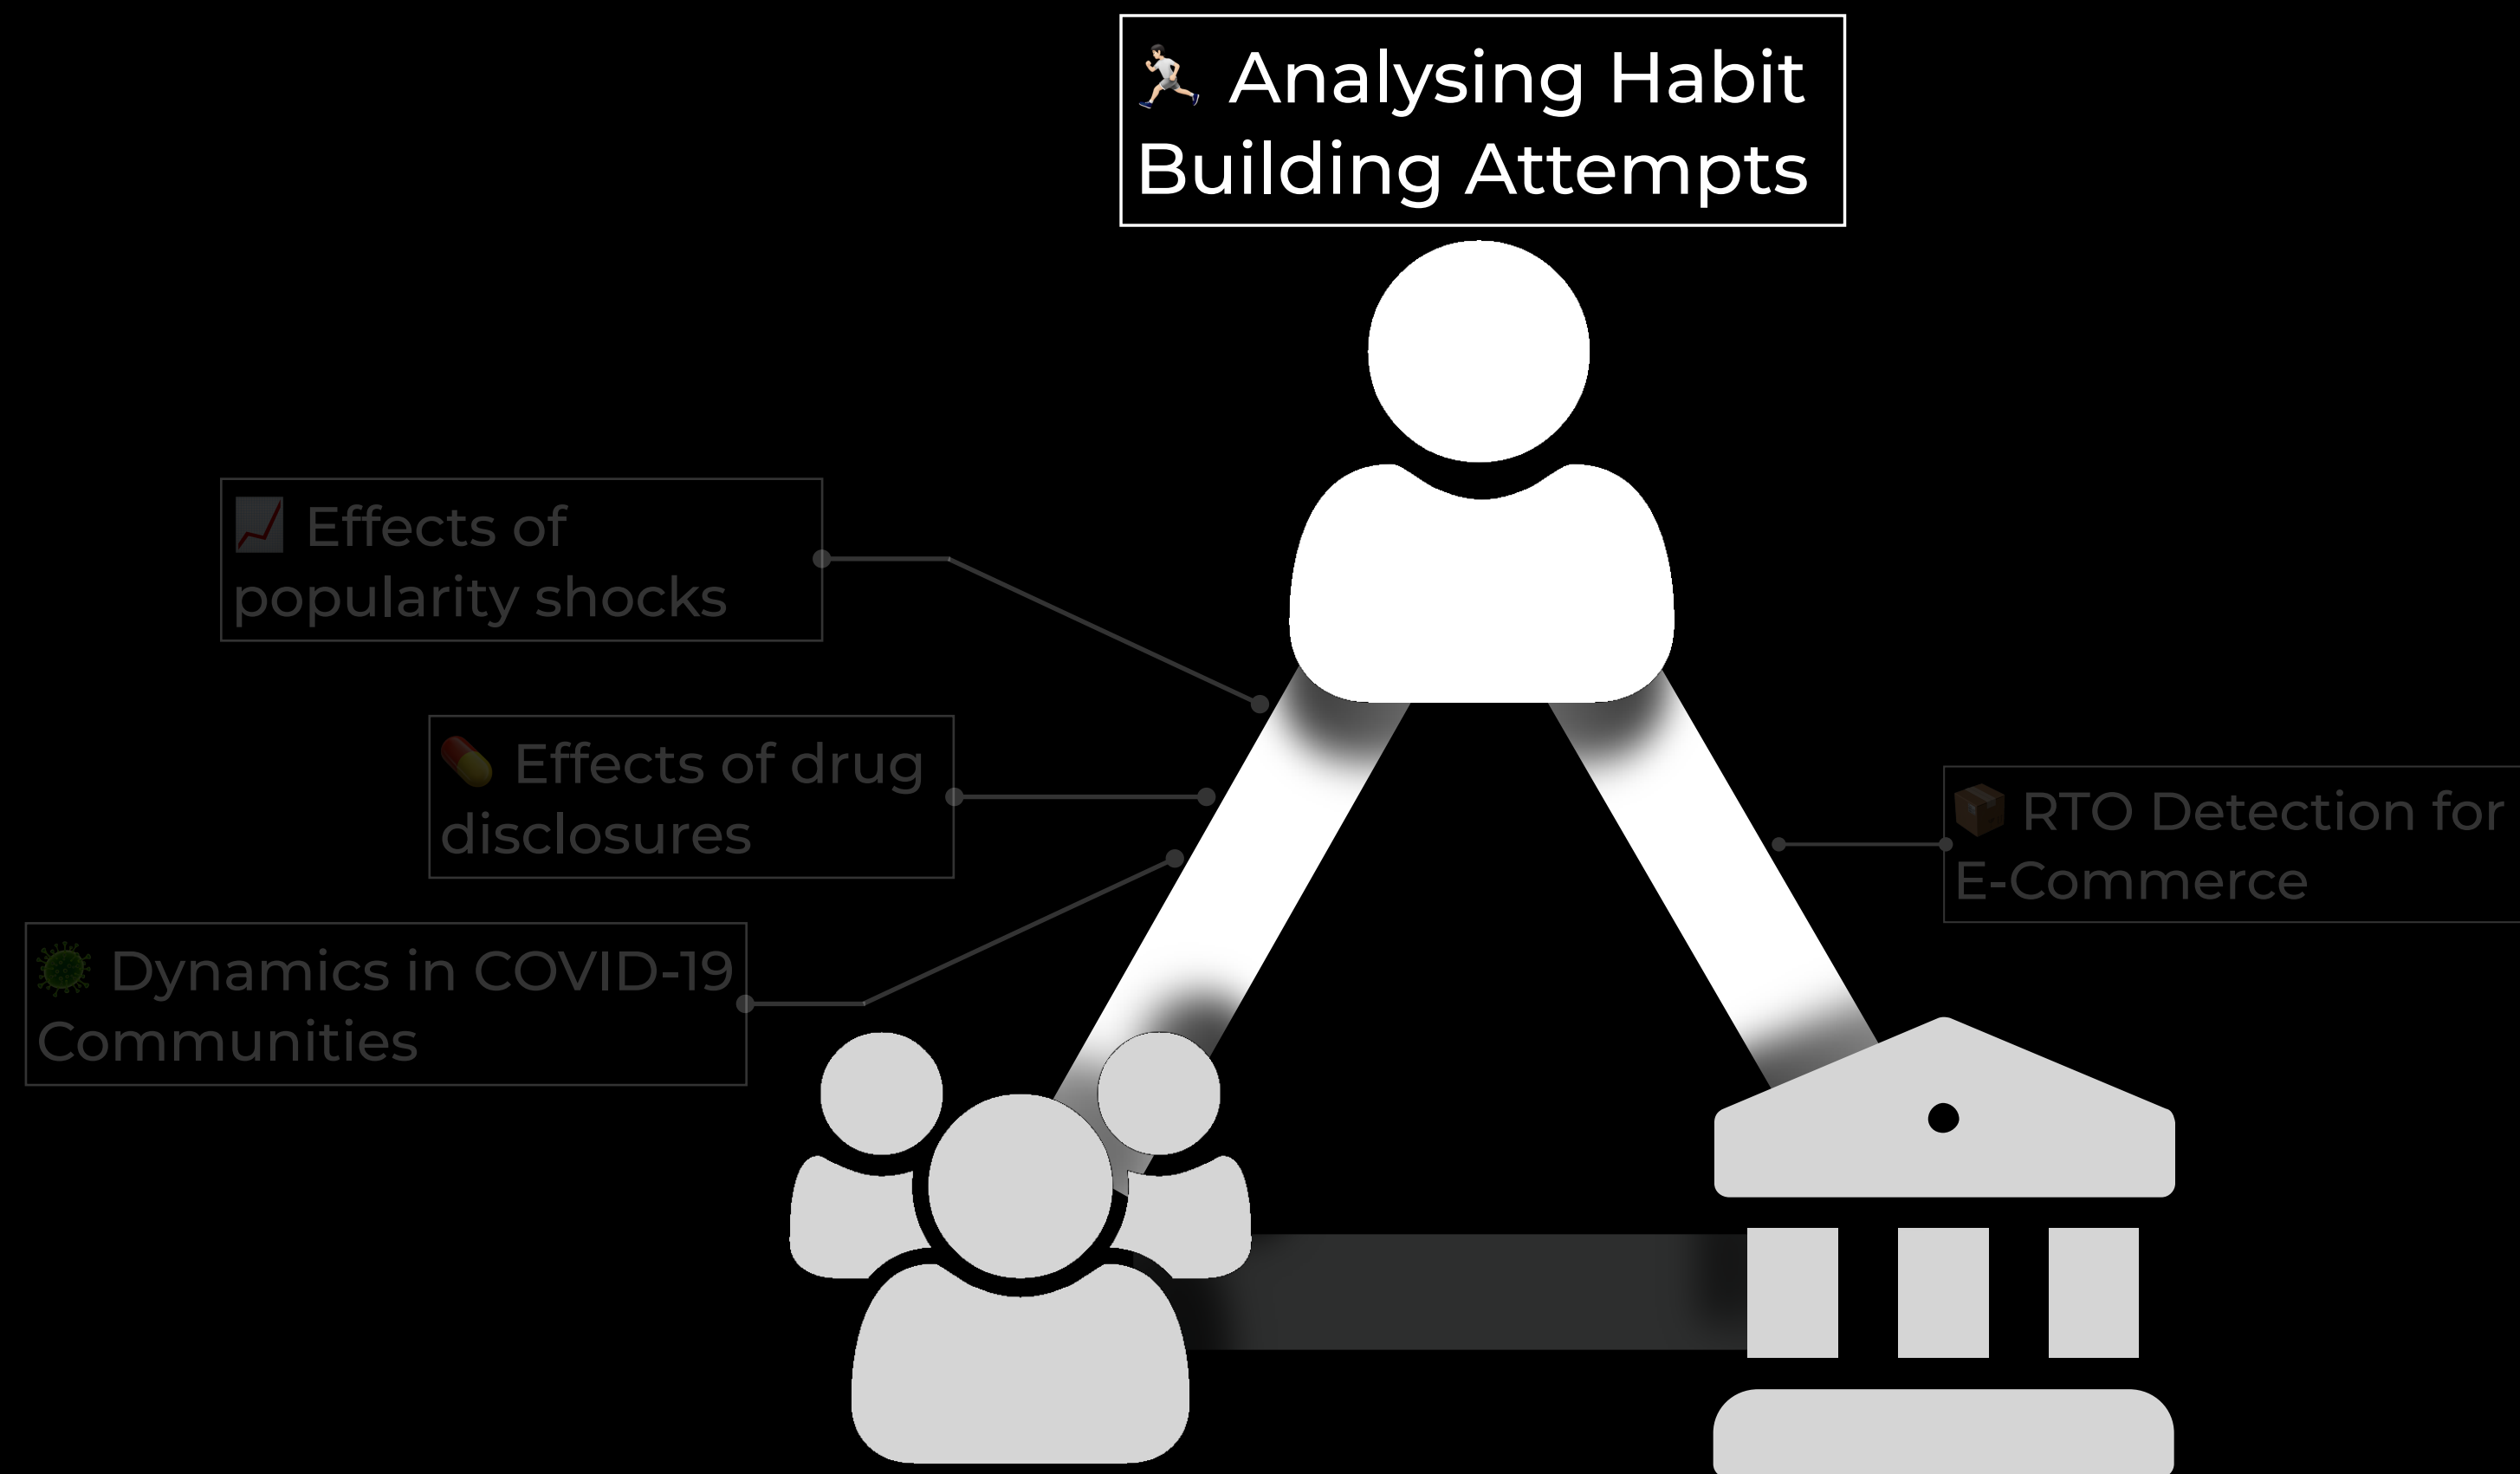 🏃🏻 Analysing Habit
Building Attempts
📈 Effects of
popularity shocks
💊 Effects of drug
disclosures
📦 RTO Detection for
E-Commerce
🦠 Dynamics in COVID-19
Communities